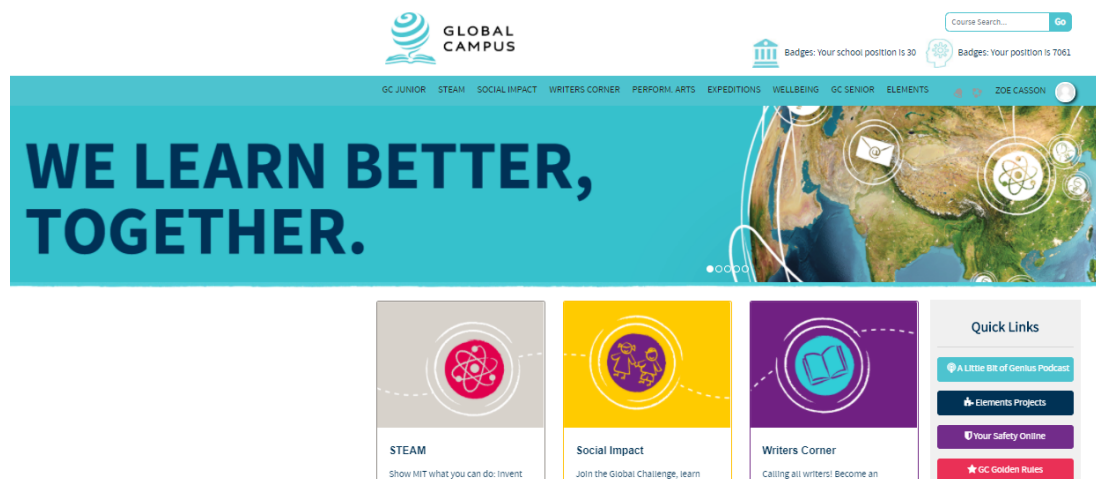 GLOBAL
CAMPUS
Course Search...
Go
Badges: Your school position is 30
Badges: Your position is 7061
GC JUNIOR STEAM SOCIAL IMPACT WRITERS CORNER PERFORM. ARTS EXPEDITIONS WELLBEING GC SENIOR ELEMENTS ZOE CASSON
WE LEARN BETTER,
TOGETHER.
STEAM
Show MIT what you can do: Invent
Social Impact
Join the Global Challenge, learn
Writers Corner
Calling all writers! Become an
Quick Links
A Little Bit of Genius Podcast
Elements Projects
Your Safety Online
GC Golden Rules